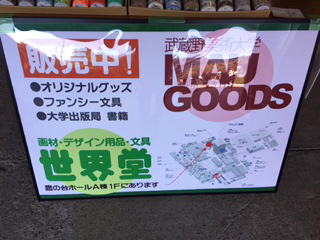 販売中！
●オリジナルグッズ
●ファンシー文具
●大学出版局 書籍
武蔵野美術大学
MAU
GOODS
画材・デザイン用品・文具
世界堂
鷹の台ホールA棟1Fにあります